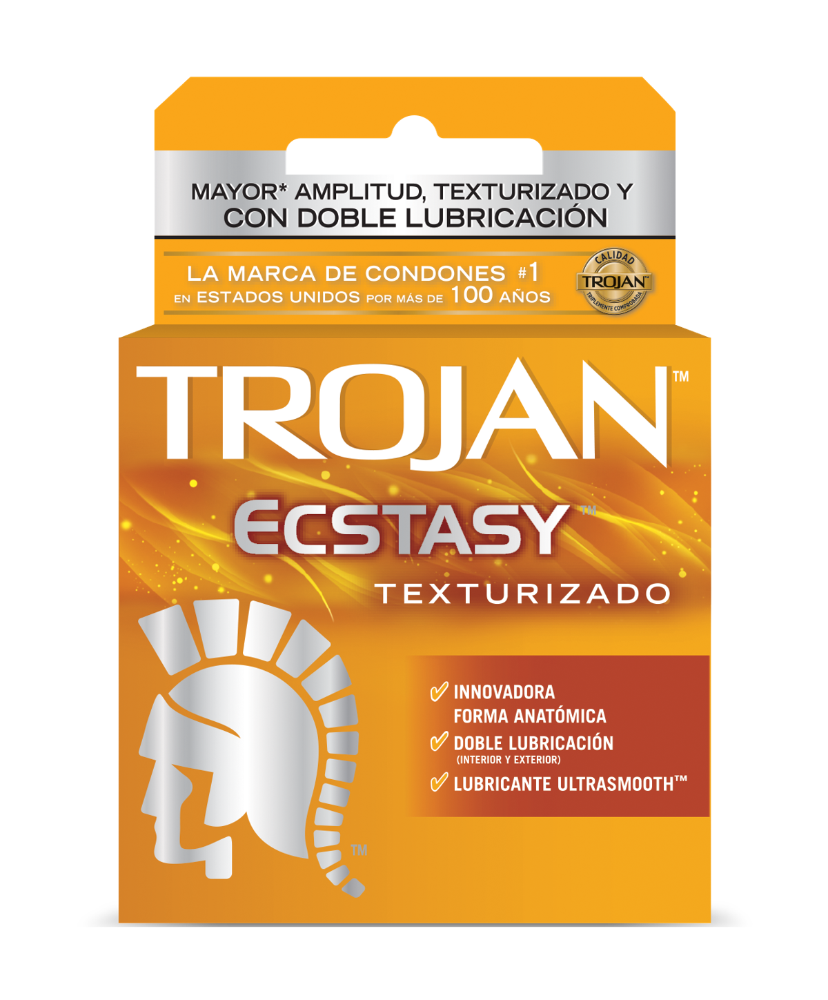 MAYOR* AMPLITUD, TEXTURIZADO Y
CON DOBLE LUBRICACIÓN
LA MARCA DE CONDONES #1
EN ESTADOS UNIDOS POR MÁS DE 100 AÑOS
CALIDAD
TROJAN™
TRIPLEMENTE COMPROBADA
TROJAN™
ECSTASY™
TEXTURIZADO
✓ INNOVADORA
FORMA ANATÓMICA
✓ DOBLE LUBRICACIÓN
(INTERIOR Y EXTERIOR)
✓ LUBRICANTE ULTRASMOOTH™
TM